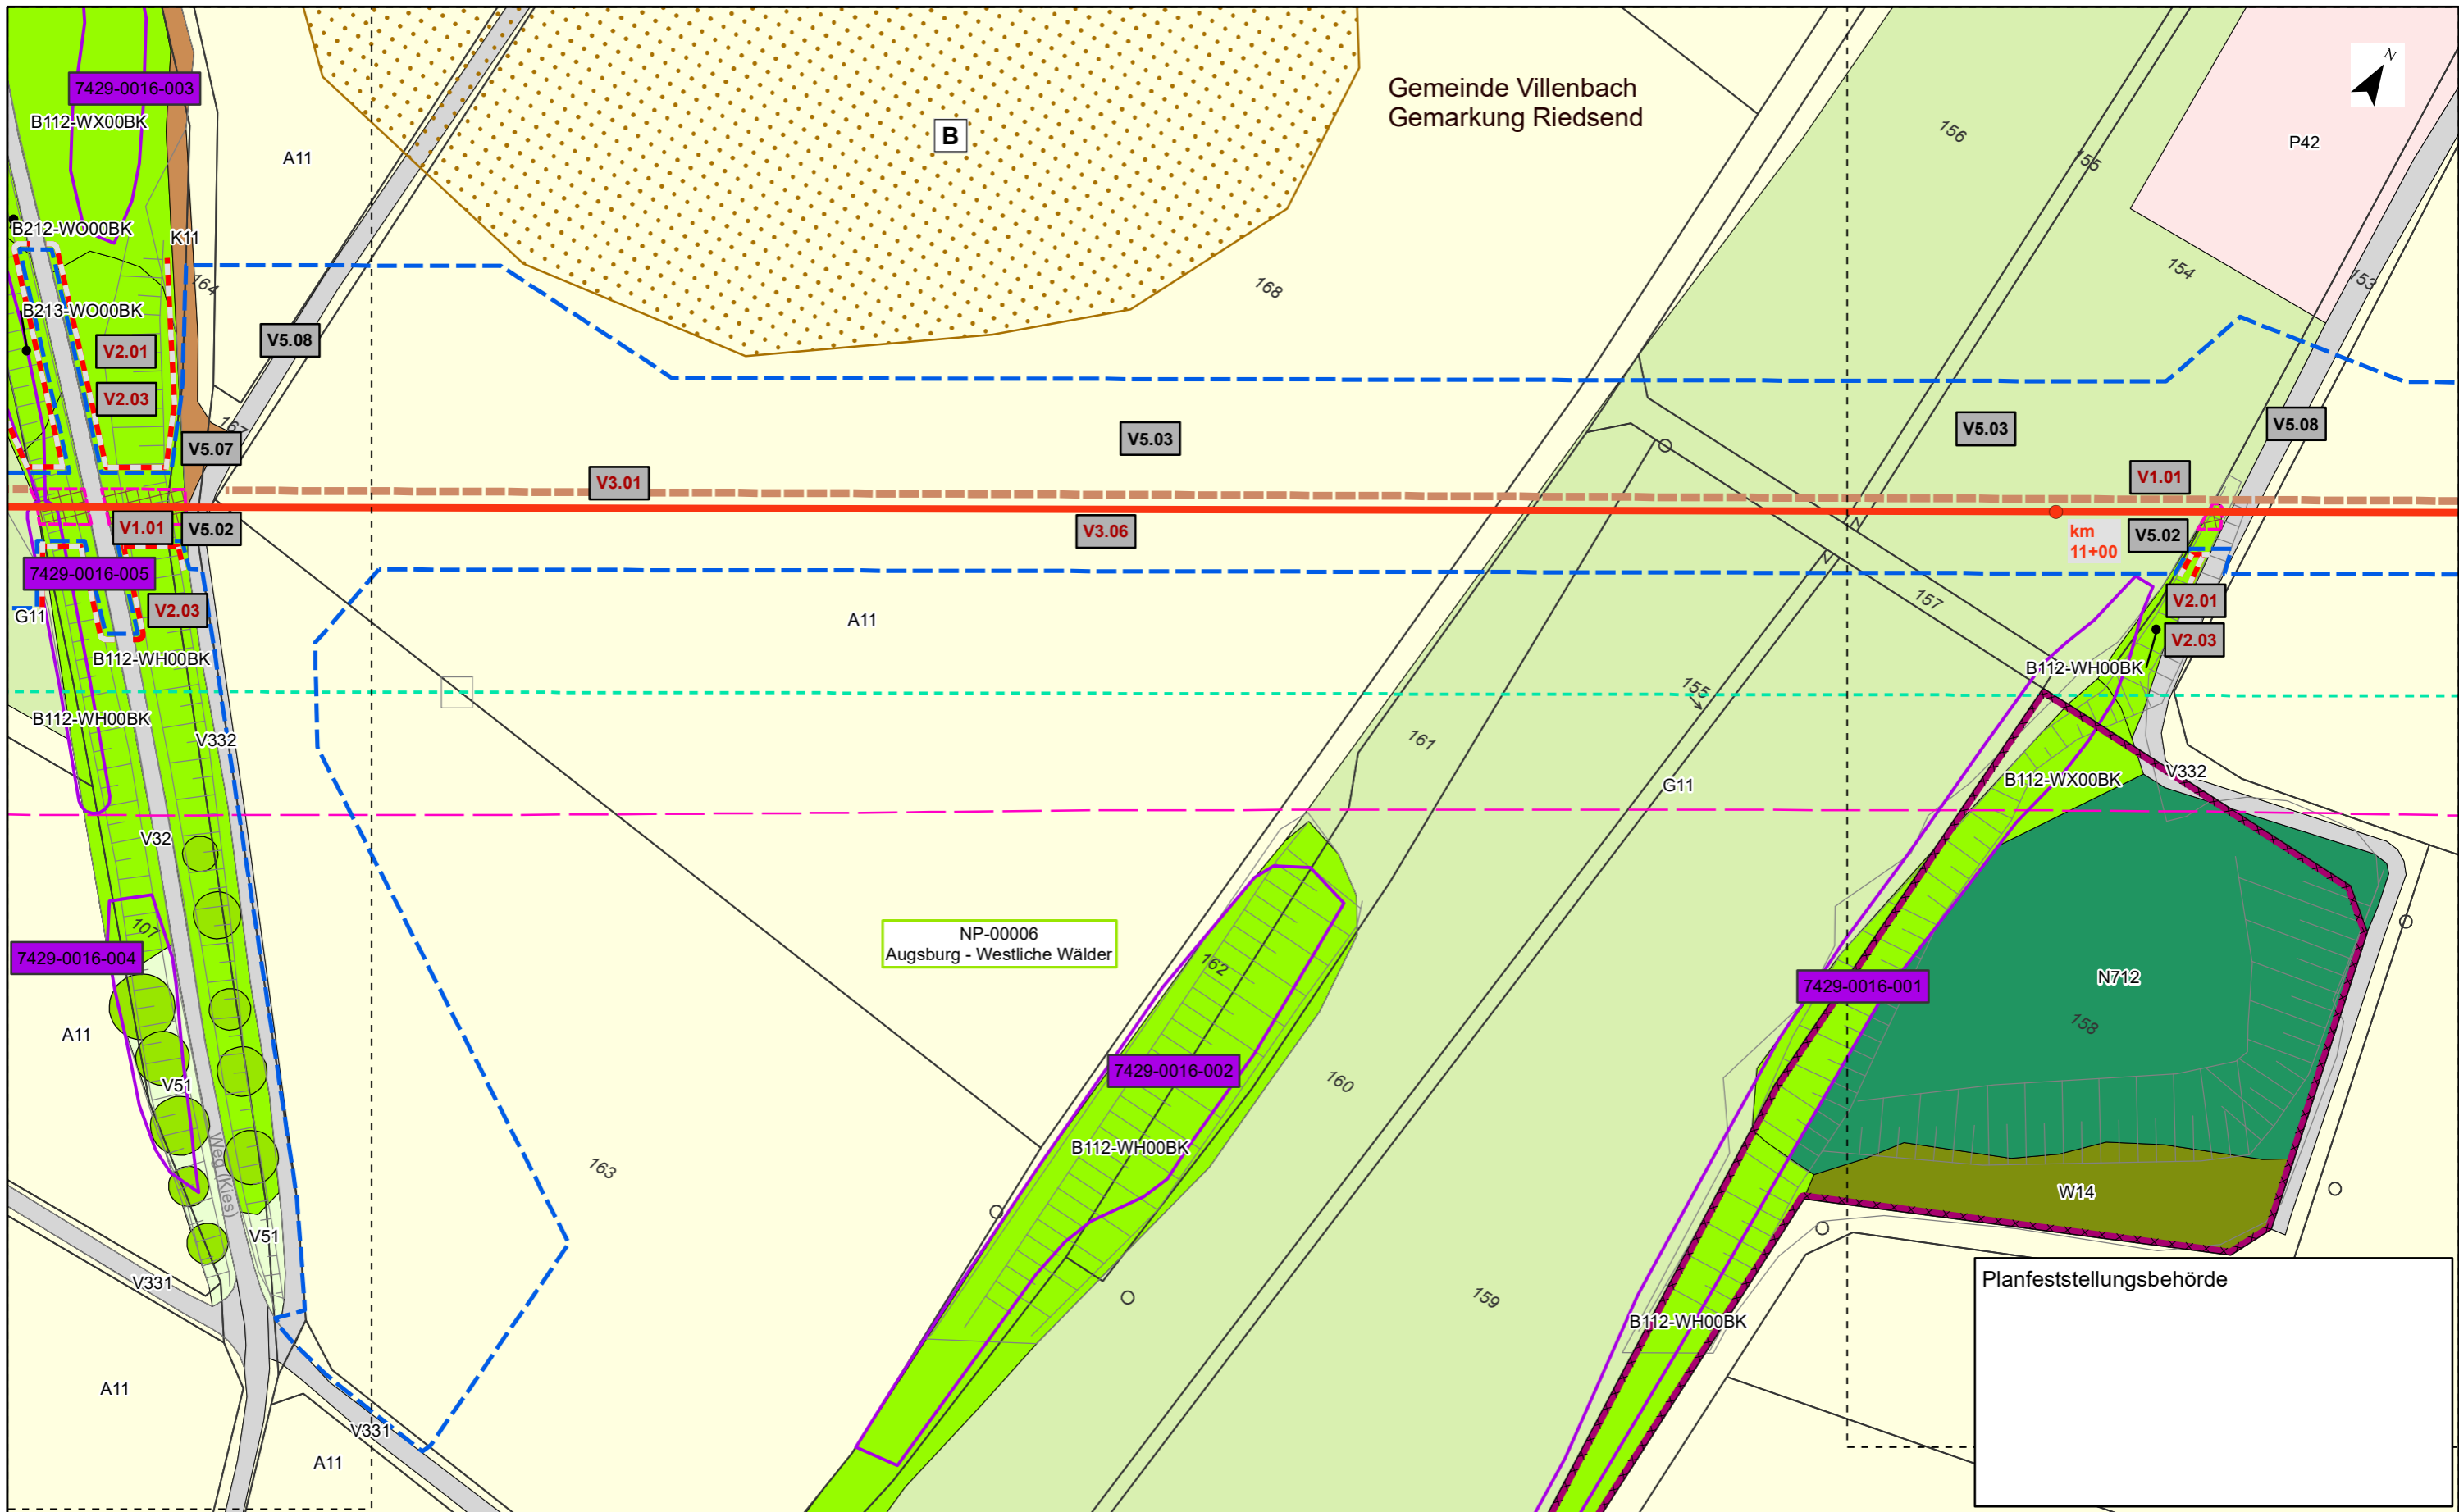 Gemeinde Villenbach
Gemarkung Riedsend
N
7429-0016-003
B112-WX00BK
A11
B
156
155
P42
B212-WO00BK
K11
164
168
154
153
B213-WO00BK
V2.01
V5.08
V2.03
167
V5.07
V5.03
V5.03
V5.08
V3.01
V1.01
V1.01
V5.02
V3.06
km
11+00
V5.02
7429-0016-005
V2.03
G11
A11
157
V2.01
V2.03
B112-WH00BK
B112-WH00BK
B112-WH00BK
V332
155
161
G11
B112-WX00BK
V332
V32
107
7429-0016-004
NP-00006
Augsburg - Westliche Wälder
162
7429-0016-001
N712
158
A11
V51
7429-0016-002
160
B112-WH00BK
163
Weg (Kies)
W14
V51
V331
159
B112-WH00BK
Planfeststellungsbehörde
A11
V331
A11